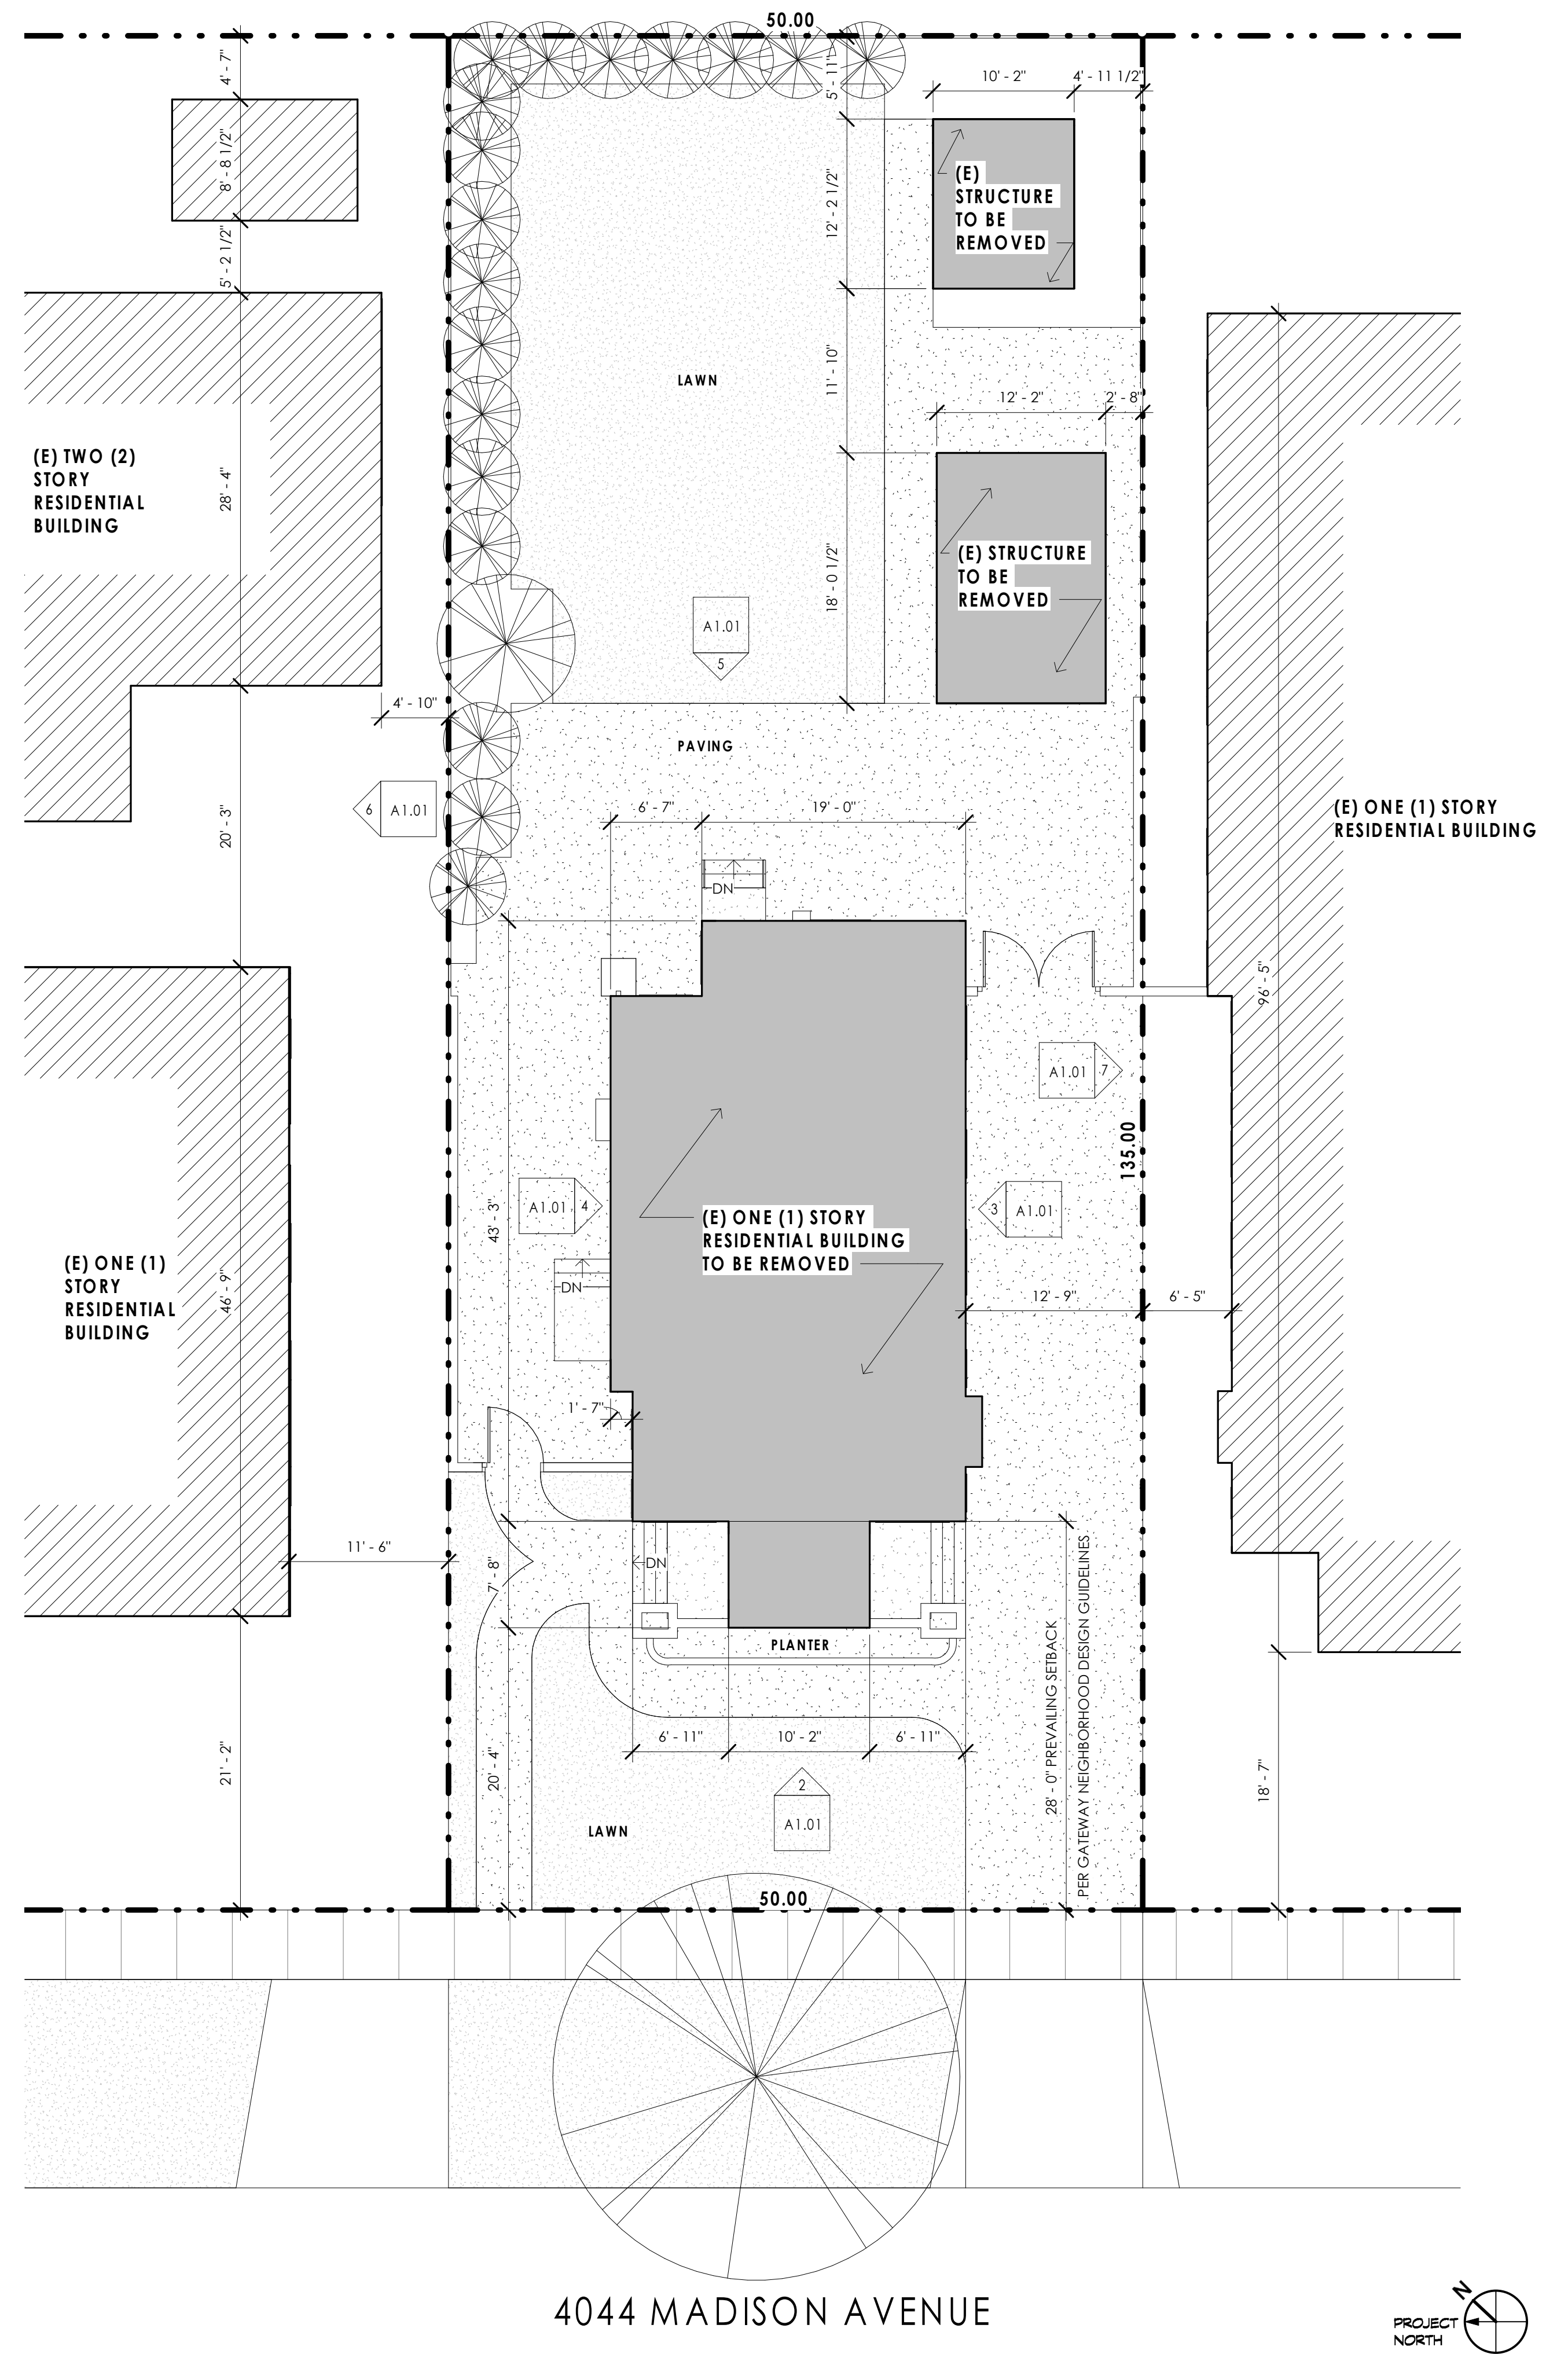 50.00
4' - 7"
10' - 2"
4' - 11 1/2"
5' - 11"
8' - 8 1/2"
(E)
STRUCTURE
TO BE
REMOVED
12' - 2 1/2"
5' - 2 1/2"
LAWN
11' - 10"
12' - 2"
2' - 8"
(E) TWO (2)
STORY
RESIDENTIAL
BUILDING
28' - 4"
(E) STRUCTURE
TO BE
REMOVED
18' - 0 1/2"
A1.01
5
4' - 10"
PAVING
6
A1.01
6' - 7"
19' - 0"
20' - 3"
(E) ONE (1) STORY
RESIDENTIAL BUILDING
DN
96' - 5"
A1.01
7
135.00
A1.01
4
43' - 3"
(E) ONE (1) STORY
RESIDENTIAL BUILDING
TO BE REMOVED
3
A1.01
(E) ONE (1)
STORY
RESIDENTIAL
BUILDING
46' - 9"
DN
12' - 9"
6' - 5"
1' - 7"
11' - 6"
7' - 8"
DN
PLANTER
28' - 0" PREVAILING SETBACK
PER GATEWAY NEIGHBORHOOD DESIGN GUIDELINES
6' - 11"
10' - 2"
6' - 11"
21' - 2"
20' - 4"
2
A1.01
18' - 7"
LAWN
50.00
4044 MADISON AVENUE
N
PROJECT
NORTH